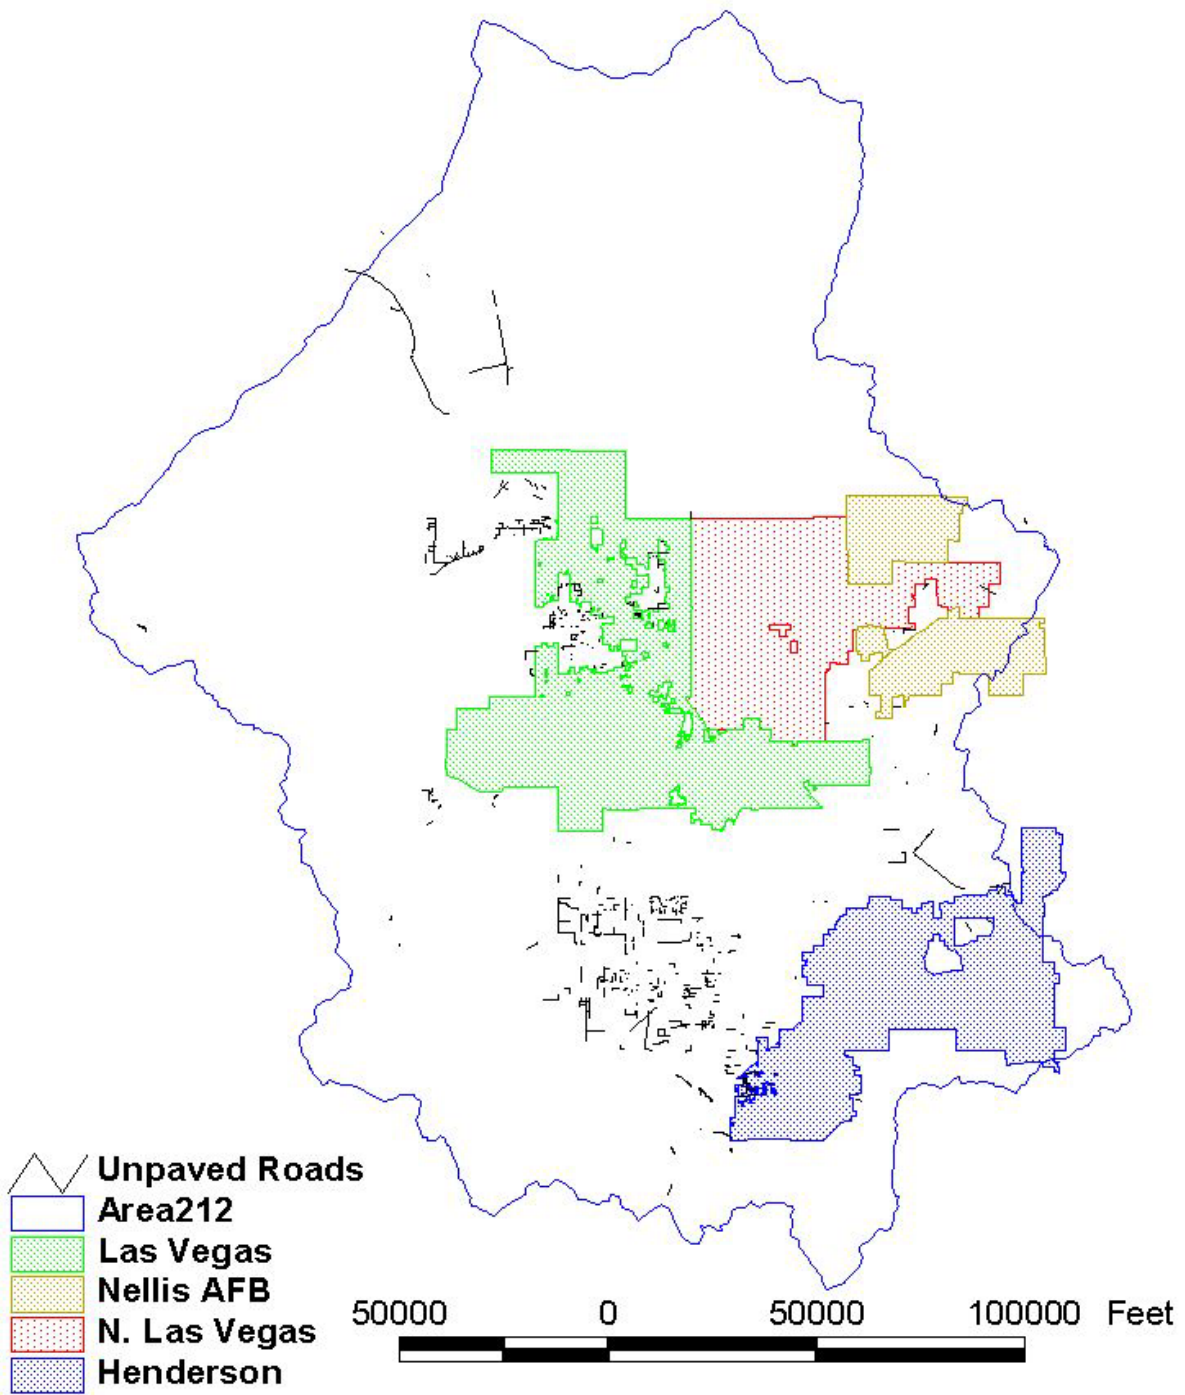 Unpaved Roads
Area212
Las Vegas
Nellis AFB
N. Las Vegas
Henderson
50000 0 50000 100000 Feet